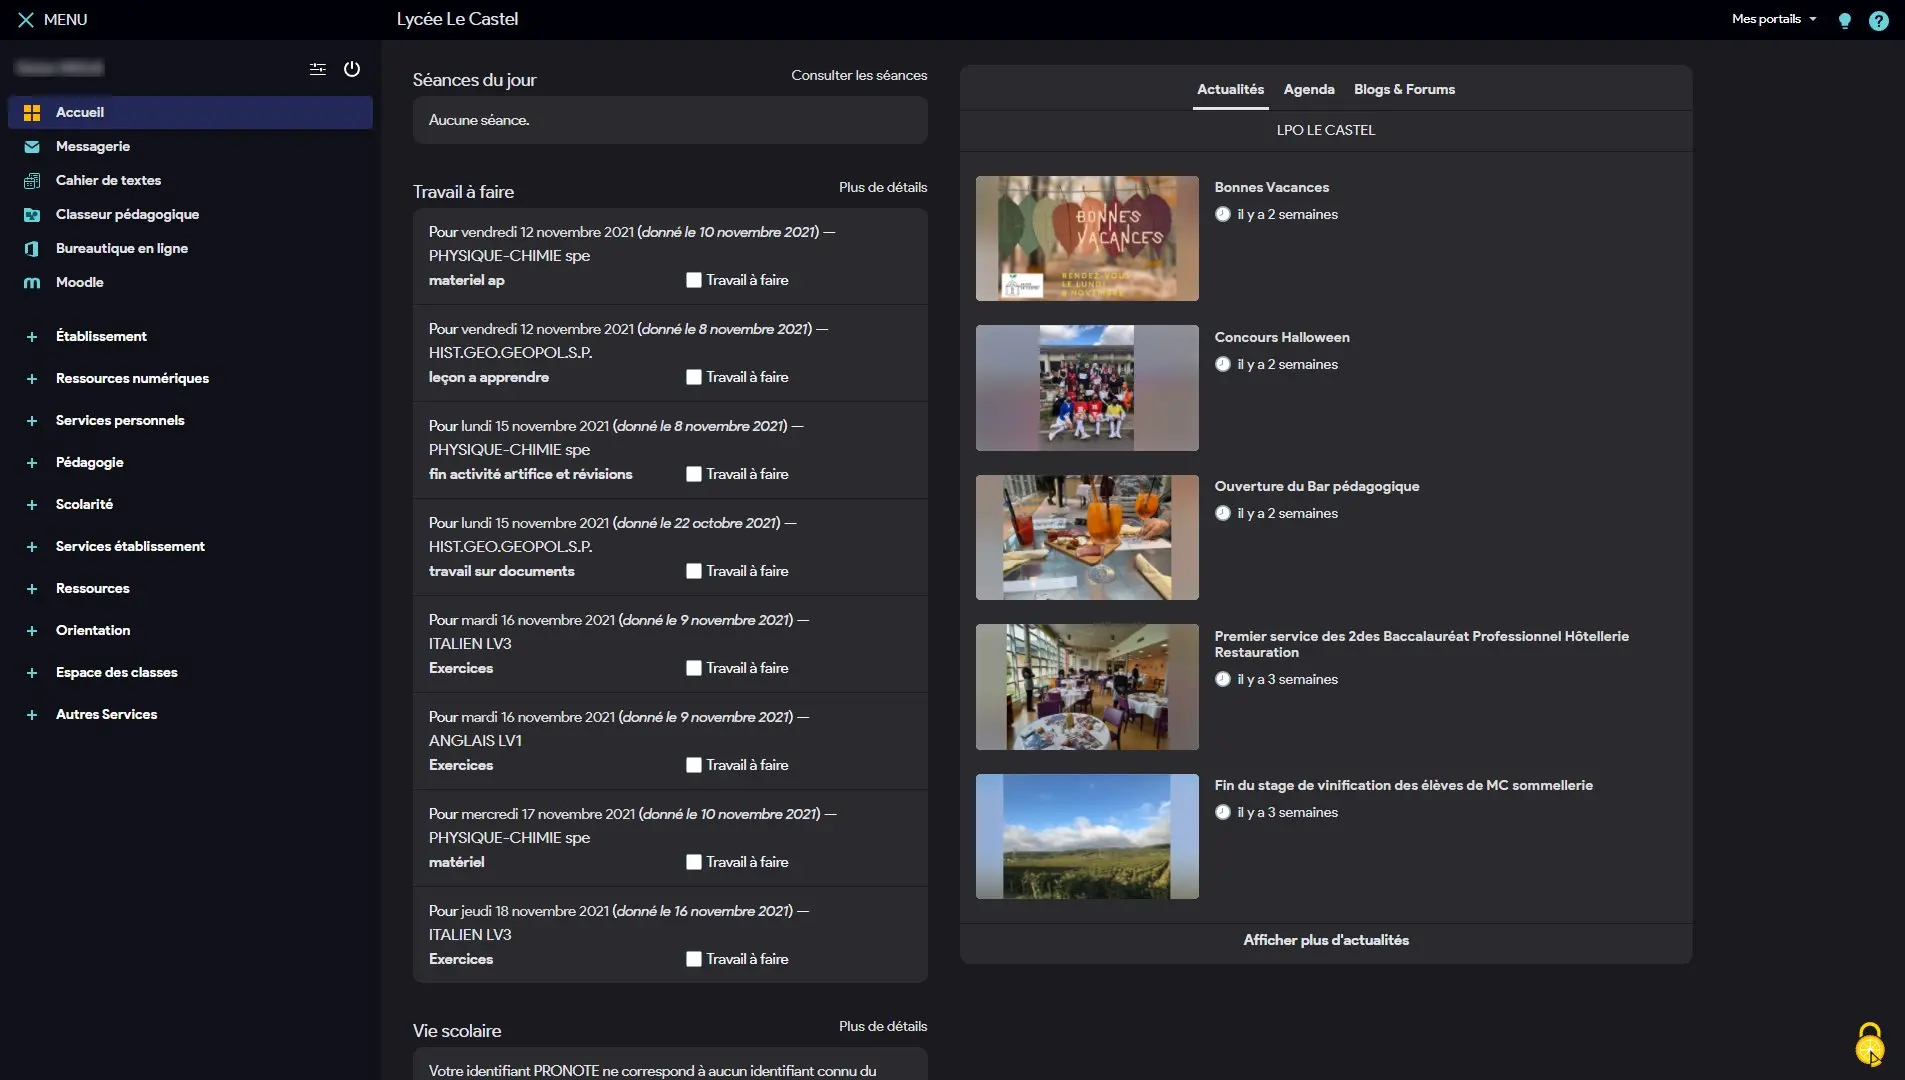 MENU
Lycée Le Castel
Mes portails
Accueil
Messagerie
Cahier de textes
Classeur pédagogique
Bureautique en ligne
Moodle
Établissement
Ressources numériques
Services personnels
Pédagogie
Scolarité
Services établissement
Ressources
Orientation
Espace des classes
Autres Services
Séances du jour
Consulter les séances
Aucune séance.
Travail à faire
Plus de détails
Pour vendredi 12 novembre 2021 (donné le 10 novembre 2021) —
PHYSIQUE-CHIMIE spe
materiel ap
Travail à faire
Pour vendredi 12 novembre 2021 (donné le 8 novembre 2021) —
HIST.GEO.GEOPOL.S.P.
leçon a apprendre
Travail à faire
Pour lundi 15 novembre 2021 (donné le 8 novembre 2021) —
PHYSIQUE-CHIMIE spe
fin activité artifice et révisions
Travail à faire
Pour lundi 15 novembre 2021 (donné le 22 octobre 2021) —
HIST.GEO.GEOPOL.S.P.
travail sur documents
Travail à faire
Pour mardi 16 novembre 2021 (donné le 9 novembre 2021) —
ITALIEN LV3
Exercices
Travail à faire
Pour mardi 16 novembre 2021 (donné le 9 novembre 2021) —
ANGLAIS LV1
Exercices
Travail à faire
Pour mercredi 17 novembre 2021 (donné le 10 novembre 2021) —
PHYSIQUE-CHIMIE spe
matériel
Travail à faire
Pour jeudi 18 novembre 2021 (donné le 16 novembre 2021) —
ITALIEN LV3
Exercices
Travail à faire
Vie scolaire
Plus de détails
Votre identifiant PRONOTE ne correspond à aucun identifiant connu du
Actualités
Agenda
Blogs & Forums
LPO LE CASTEL
BONNES
VACANCES
RENDEZ-VOUS
LE LUNDI
8 NOVEMBRE
Bonnes Vacances
il y a 2 semaines
Concours Halloween
il y a 2 semaines
Ouverture du Bar pédagogique
il y a 2 semaines
Premier service des 2des Baccalauréat Professionnel Hôtellerie
Restauration
il y a 3 semaines
Fin du stage de vinification des élèves de MC sommellerie
il y a 3 semaines
Afficher plus d'actualités